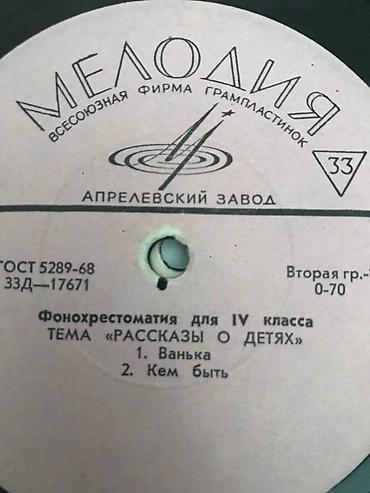 МЕЛОДИЯ
ВСЕСОЮЗНАЯ ФИРМА ГРАМПЛАСТИНОК
33
АПРЕЛЕВСКИЙ ЗАВОД
ГОСТ 5289-68
33Д—17671
Вторая гр.-
0-70
Фонохрестоматия для IV класса
ТЕМА «РАССКАЗЫ О ДЕТЯХ»
1. Ванька
2. Кем быть